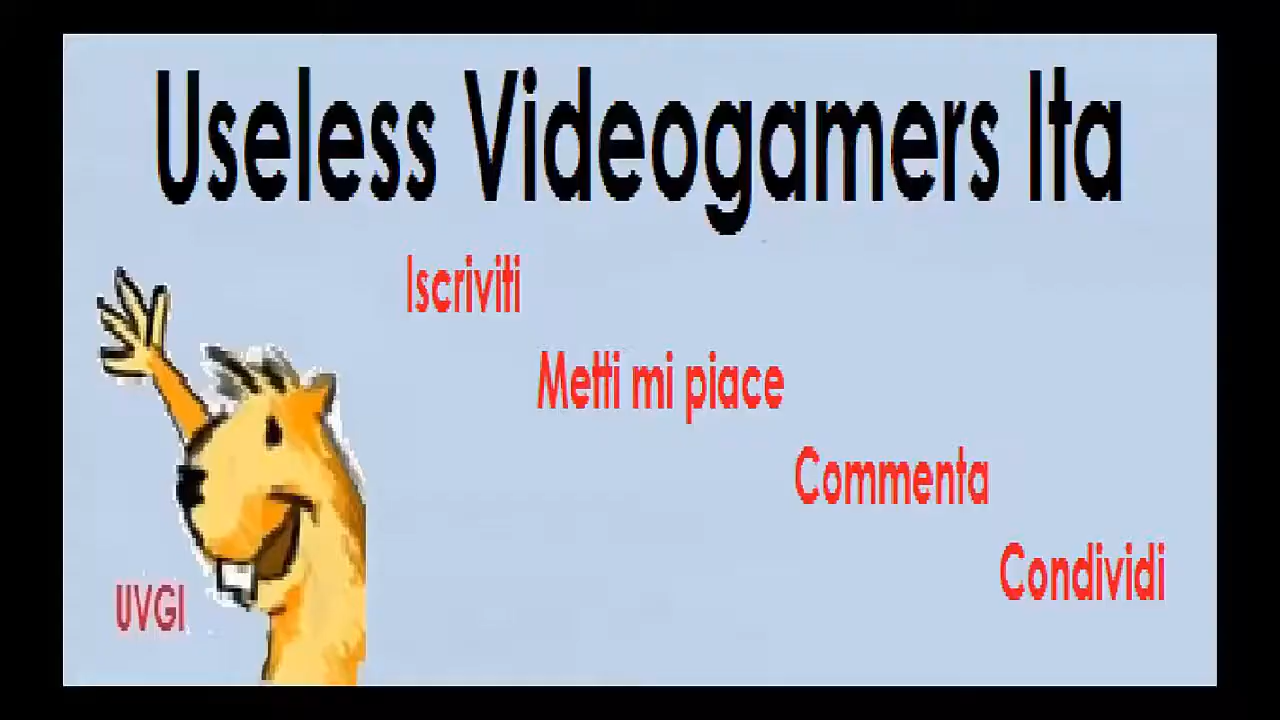 Useless Videogamers Ita
Iscriviti
Metti mi piace
Commenta
Condividi
UVGI